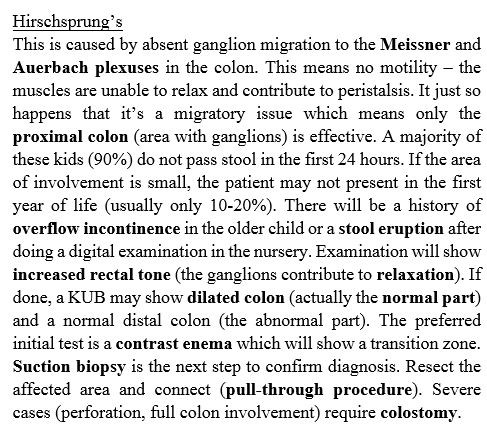 Hirschsprung’s
This is caused by absent ganglion migration to the Meissner and
Auerbach plexuses in the colon. This means no motility – the
muscles are unable to relax and contribute to peristalsis. It just so
happens that it’s a migratory issue which means only the
proximal colon (area with ganglions) is effective. A majority of
these kids (90%) do not pass stool in the first 24 hours. If the area
of involvement is small, the patient may not present in the first
year of life (usually only 10-20%). There will be a history of
overflow incontinence in the older child or a stool eruption after
doing a digital examination in the nursery. Examination will show
increased rectal tone (the ganglions contribute to relaxation). If
done, a KUB may show dilated colon (actually the normal part)
and a normal distal colon (the abnormal part). The preferred
initial test is a contrast enema which will show a transition zone.
Suction biopsy is the next step to confirm diagnosis. Resect the
affected area and connect (pull-through procedure). Severe
cases (perforation, full colon involvement) require colostomy.